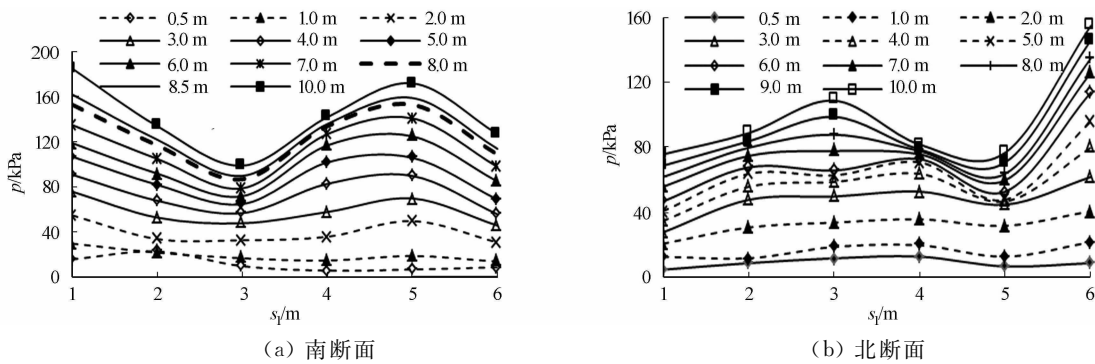 0.5 m 1.0 m 2.0 m
3.0 m 4.0 m 5.0 m
6.0 m 7.0 m 8.0 m
8.5 m 10.0 m
200
160
120
80
40
0
p/kPa
1 2 3 4 5 6
s₁/m
(a) 南断面
0.5 m 1.0 m 2.0 m
3.0 m 4.0 m 5.0 m
6.0 m 7.0 m 8.0 m
9.0 m 10.0 m
160
120
80
40
0
p/kPa
1 2 3 4 5 6
s₁/m
(b) 北断面